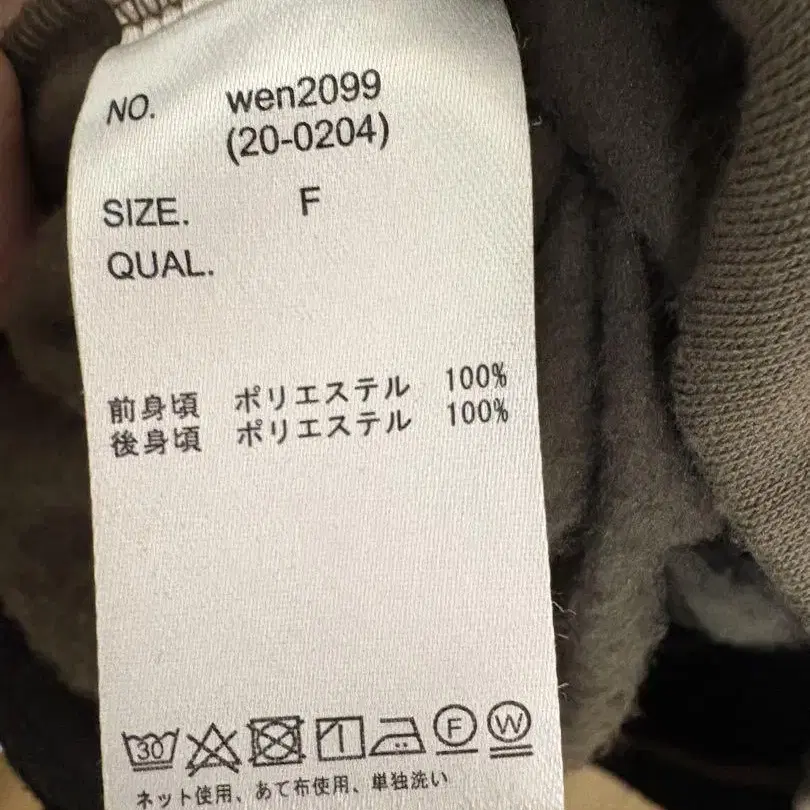 NO. wen2099
(20-0204)
SIZE. F
QUAL.
前身頃 ポリエステル 100%
後身頃 ポリエステル 100%
30 F W
ネット使用、あて布使用、単独洗い